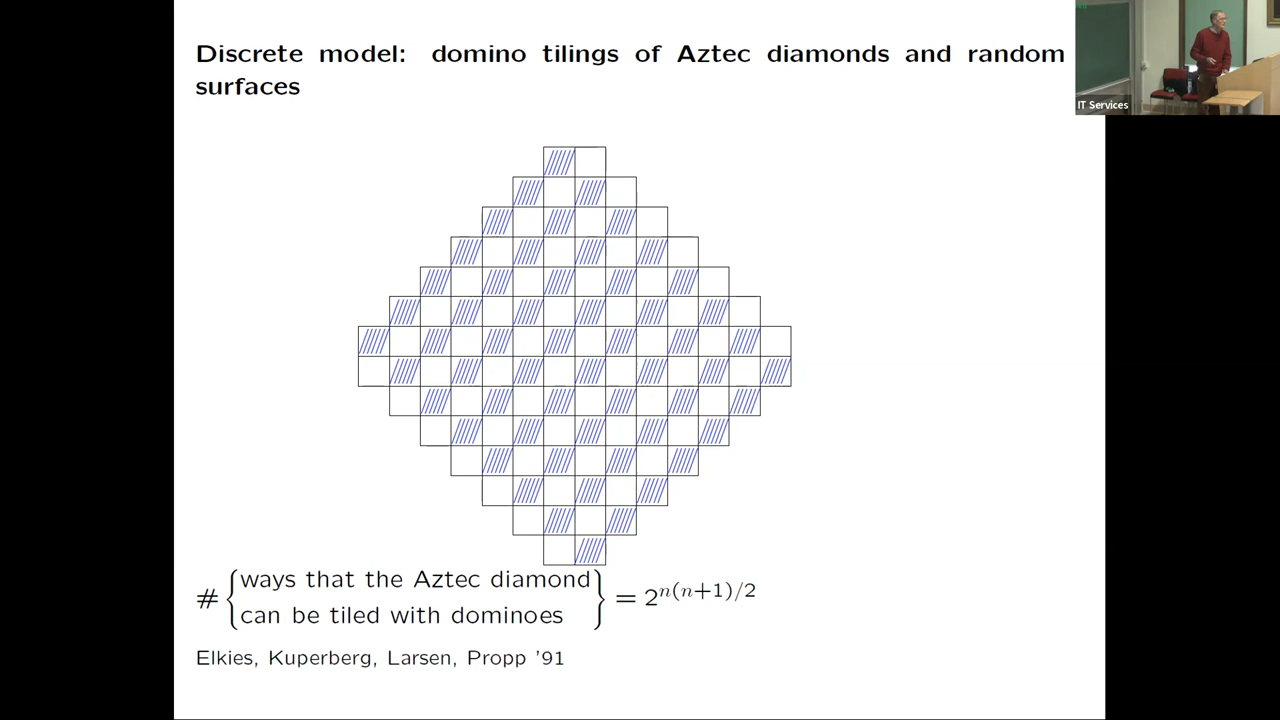 Discrete model: domino tilings of Aztec diamonds and random
surfaces
IT Services
# {ways that the Aztec diamond
can be tiled with dominoes} = 2^{n(n+1)/2}
Elkies, Kuperberg, Larsen, Propp '91